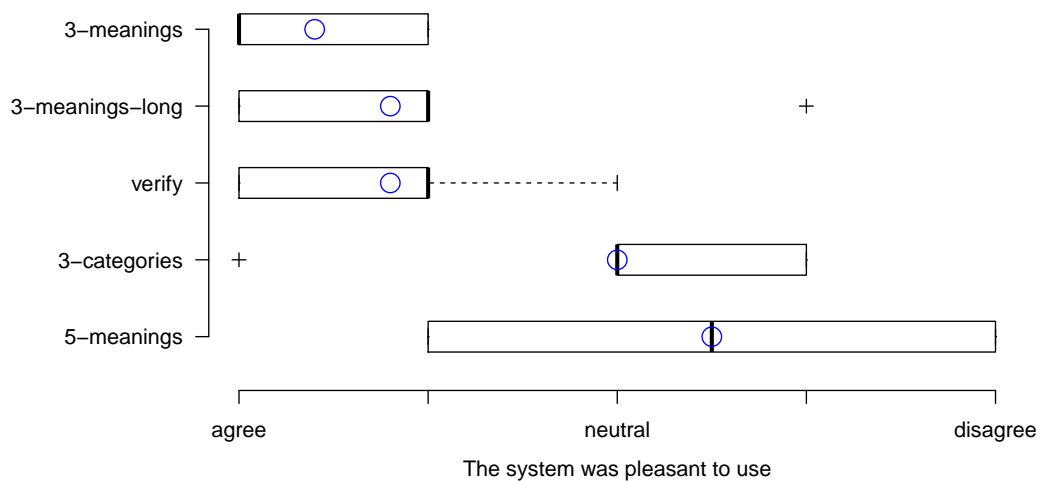 3−meanings
3−meanings−long
verify
3−categories
5−meanings
agree neutral disagree
The system was pleasant to use